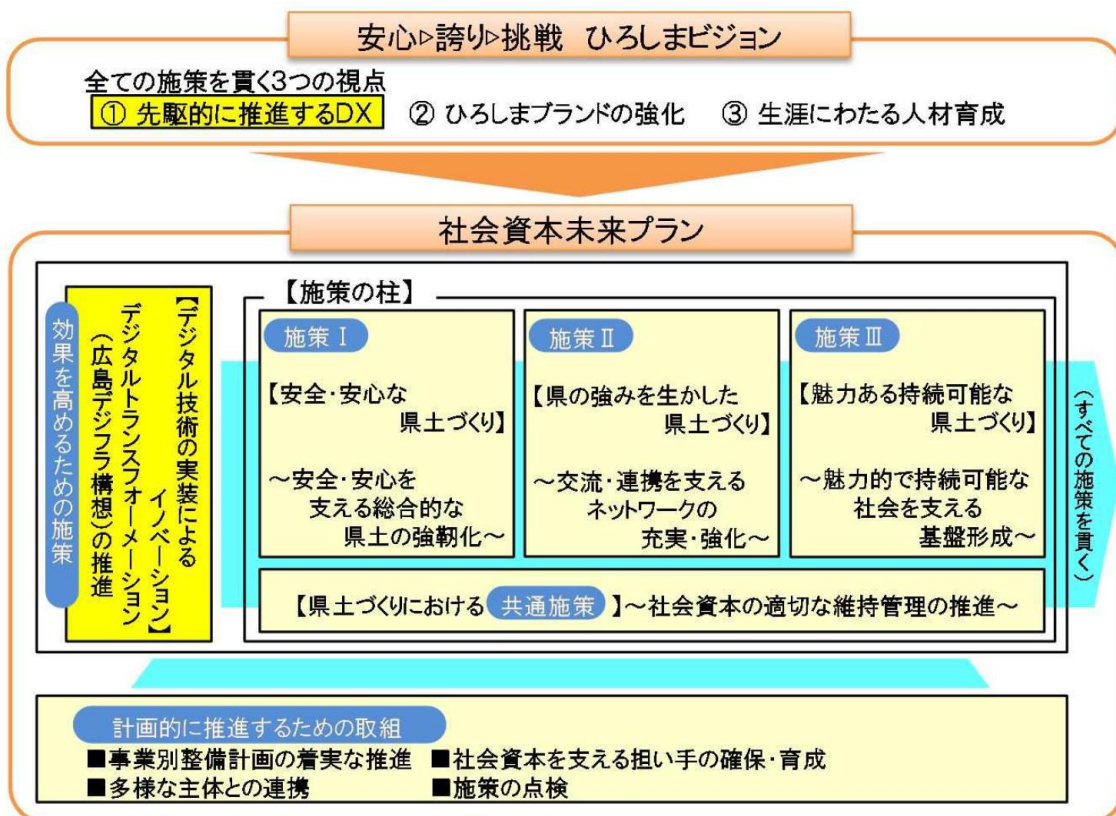 安心▷誇り▷挑戦 ひろしまビジョン
全ての施策を貫く3つの視点
① 先駆的に推進するDX ② ひろしまブランドの強化 ③ 生涯にわたる人材育成
社会資本未来プラン
効果を高めるための施策
【デジタル技術の実装による
イノベーション】
デジタルトランスフォーメーション
(広島デジフラ構想)の推進
【施策の柱】
施策Ⅰ
【安全・安心な
県土づくり】
~安全・安心を
支える総合的な
県土の強靭化~
施策Ⅱ
【県の強みを生かした
県土づくり】
~交流・連携を支える
ネットワークの
充実・強化~
施策Ⅲ
【魅力ある持続可能な
県土づくり】
~魅力的で持続可能な
社会を支える
基盤形成~
(すべての施策を貫く)
【県土づくりにおける 共通施策 】~社会資本の適切な維持管理の推進~
計画的に推進するための取組
■事業別整備計画の着実な推進 ■社会資本を支える担い手の確保・育成
■多様な主体との連携 ■施策の点検